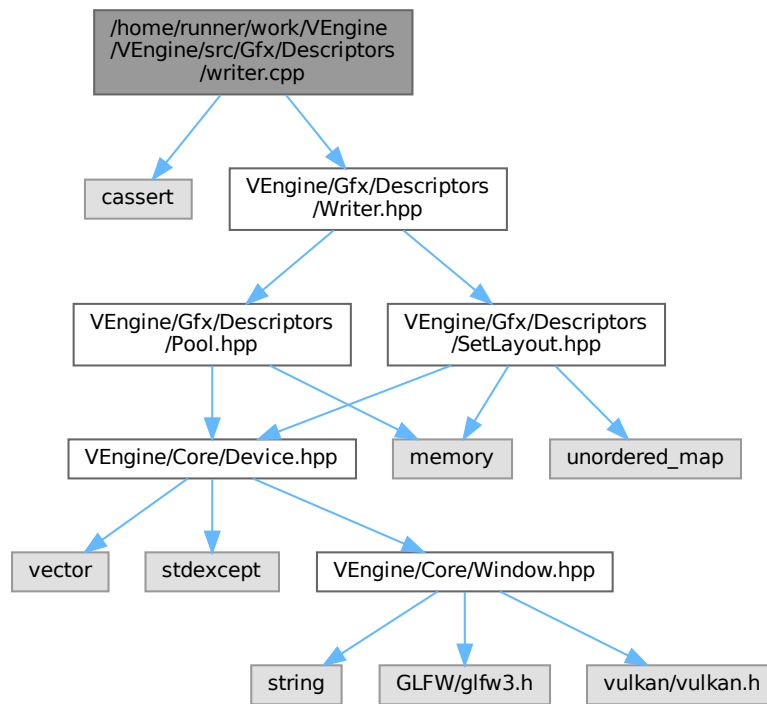 /home/runner/work/VEngine
/VEngine/src/Gfx/Descriptors
/writer.cpp
cassert
VEngine/Gfx/Descriptors
/Writer.hpp
VEngine/Gfx/Descriptors
/Pool.hpp
VEngine/Gfx/Descriptors
/SetLayout.hpp
VEngine/Core/Device.hpp
memory
unordered_map
vector
stdexcept
VEngine/Core/Window.hpp
string
GLFW/glfw3.h
vulkan/vulkan.h